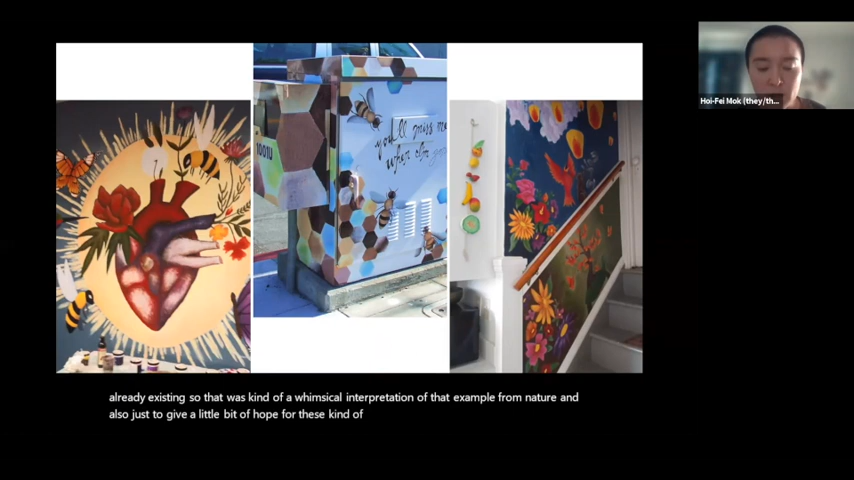 Hoi-Fei Mok (they/th...
1001U
you'll miss me
when i'm
already existing so that was kind of a whimsical interpretation of that example from nature and
also just to give a little bit of hope for these kind of